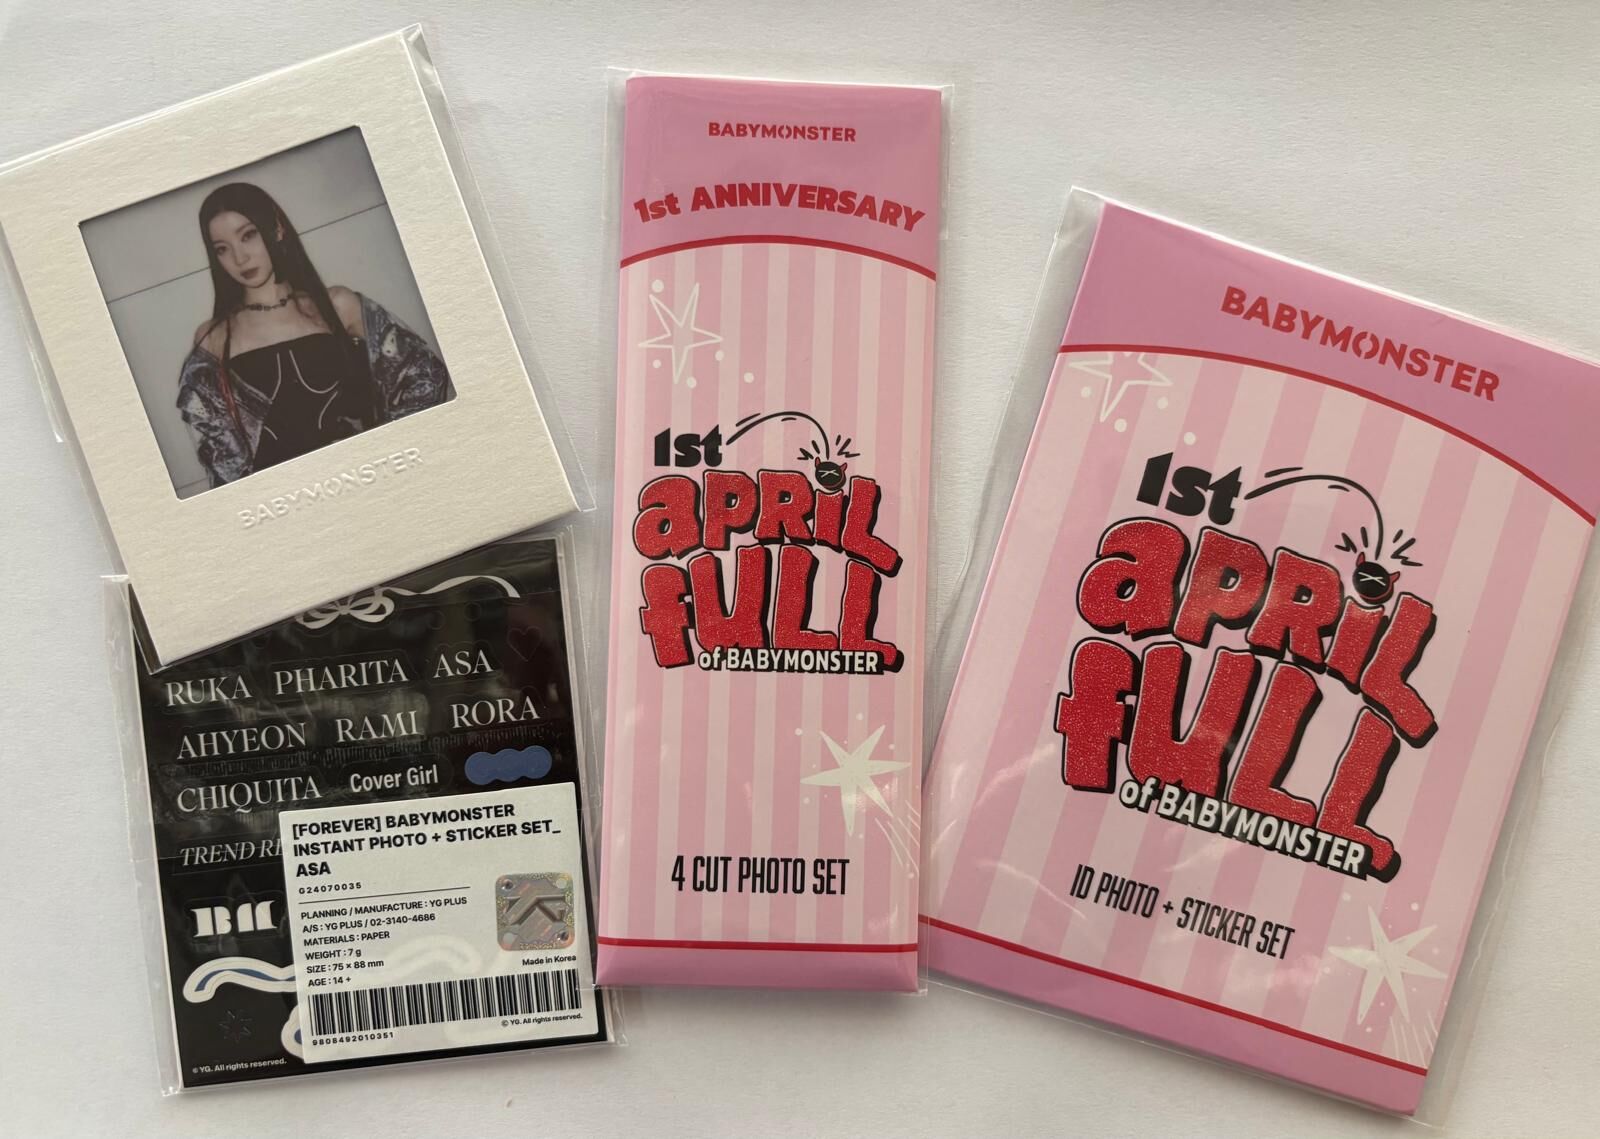 BABYMONSTER
RUKA PHARITA ASA
AHYEON RAMI RORA
CHIQUITA Cover Girl
TREND RE
BM
[FOREVER] BABYMONSTER
INSTANT PHOTO + STICKER SET_
ASA
G24070035
PLANNING / MANUFACTURE : YG PLUS
A/S : YG PLUS / 02-3140-4686
MATERIALS : PAPER
WEIGHT : 7 g
SIZE : 75 × 88 mm
AGE : 14 +
Made in Korea
9808492010351
© YG. All rights reserved.
© YG. All rights reserved.
BABYMONSTER
1st ANNIVERSARY
1st
APRiL
fULL
of BABYMONSTER
4 CUT PHOTO SET
BABYMONSTER
1st
APRiL
fULL
of BABYMONSTER
ID PHOTO + STICKER SET